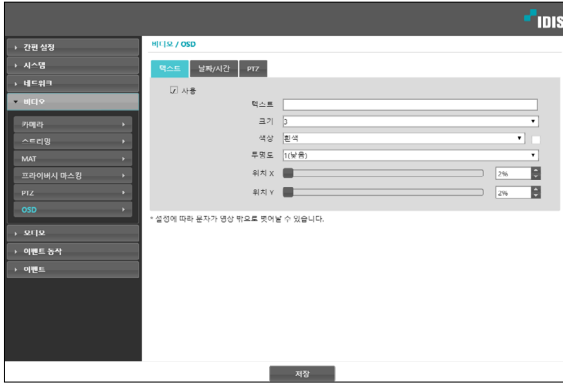 IDIS
간편 설정
시스템
네트워크
비디오
카메라
스트리밍
MAT
프라이버시 마스킹
PTZ
OSD
오디오
이벤트 동작
이벤트
비디오 / OSD
텍스트 날짜/시간 PTZ
사용
텍스트
크기 3
색상 흰색
투명도 1(낮음)
위치 X 2%
위치 Y 2%
* 설정에 따라 문자가 영상 밖으로 벗어날 수 있습니다.
저장